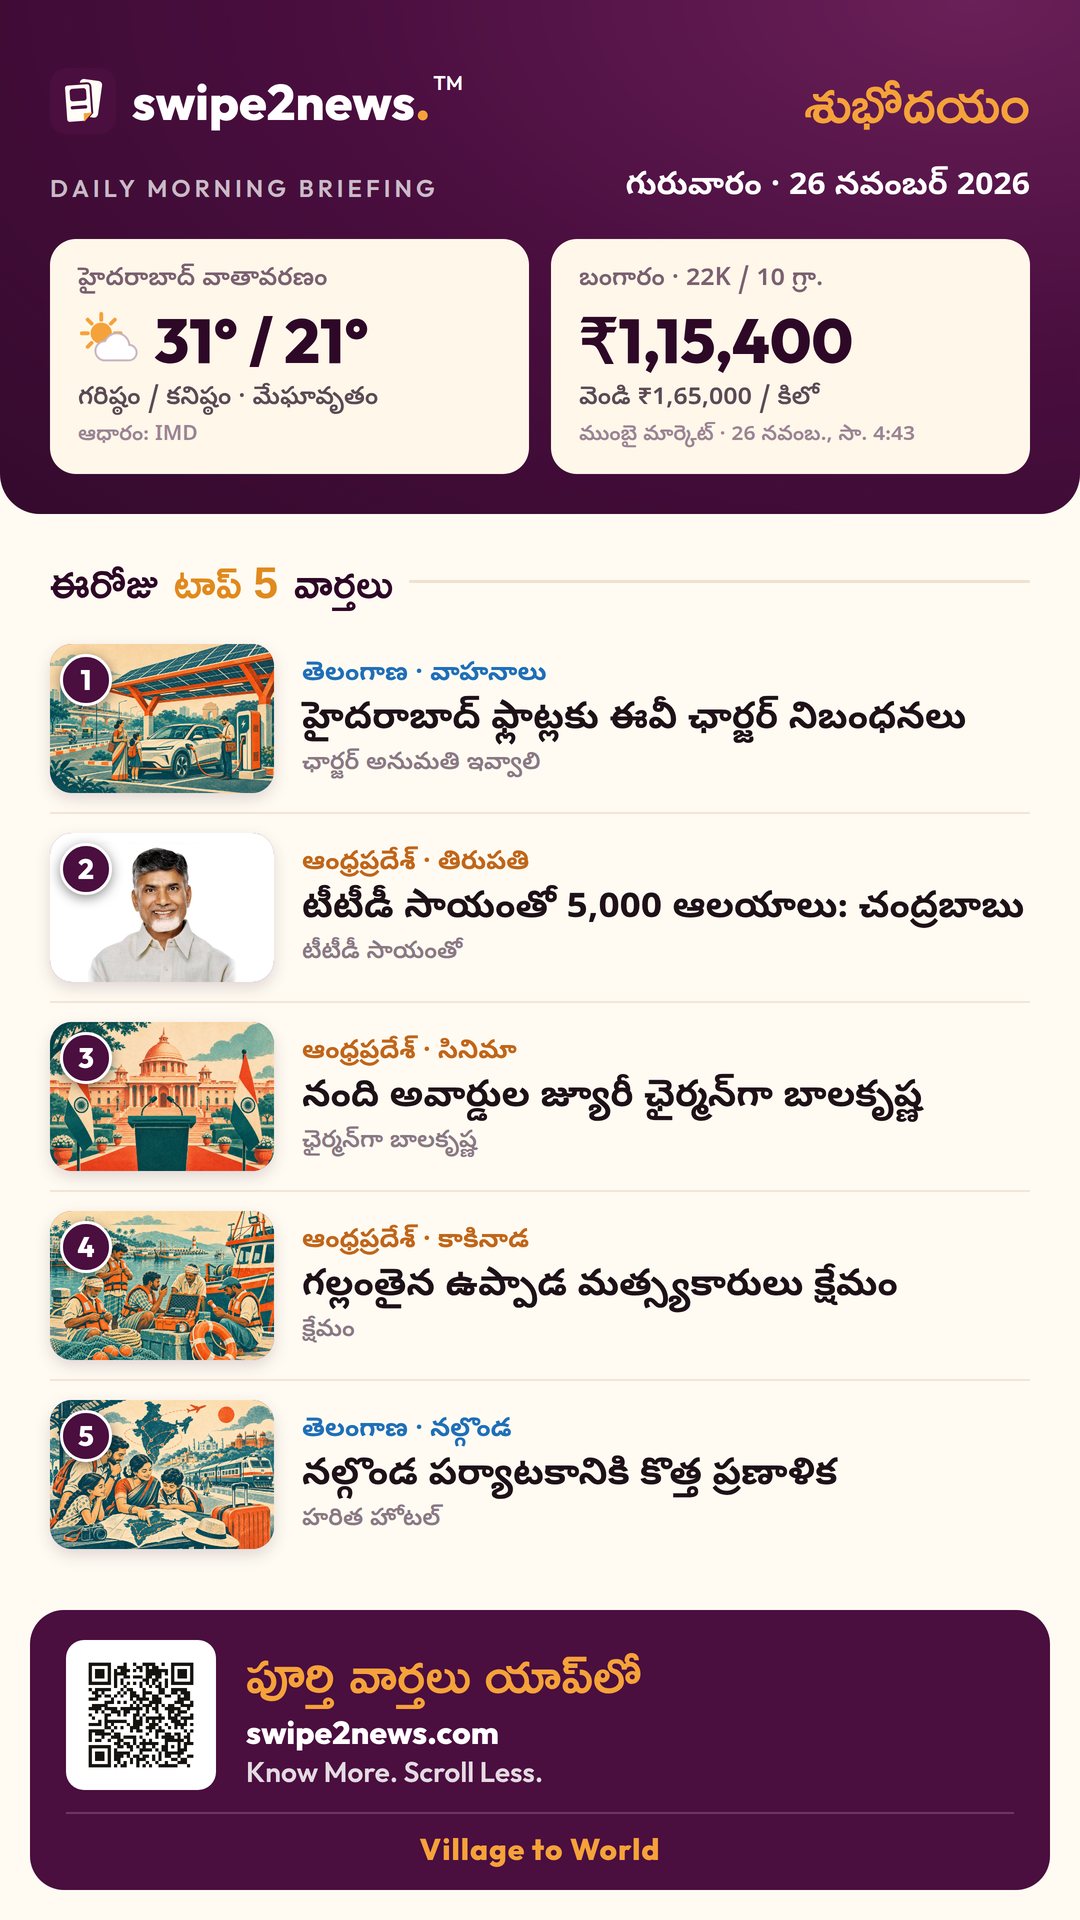 swipe2news.™
శుభోదయం
DAILY MORNING BRIEFING
గురువారం · 26 నవంబర్ 2026
హైదరాబాద్ వాతావరణం
31° / 21°
గరిష్ఠం / కనిష్ఠం · మేఘావృతం
ఆధారం: IMD
బంగారం · 22K / 10 గ్రా.
₹1,15,400
వెండి ₹1,65,000 / కిలో
ముంబై మార్కెట్ · 26 నవంబ., సా. 4:43
ఈరోజు టాప్ 5 వార్తలు
1
తెలంగాణ · వాహనాలు
హైదరాబాద్ ఫ్లాట్లకు ఈవీ ఛార్జర్ నిబంధనలు
ఛార్జర్ అనుమతి ఇవ్వాలి
2
ఆంధ్రప్రదేశ్ · తిరుపతి
టీటీడీ సాయంతో 5,000 ఆలయాలు: చంద్రబాబు
టీటీడీ సాయంతో
3
ఆంధ్రప్రదేశ్ · సినిమా
నంది అవార్డుల జ్యూరీ ఛైర్మన్‌గా బాలకృష్ణ
ఛైర్మన్‌గా బాలకృష్ణ
4
ఆంధ్రప్రదేశ్ · కాకినాడ
గల్లంతైన ఉప్పాడ మత్స్యకారులు క్షేమం
క్షేమం
5
తెలంగాణ · నల్గొండ
నల్గొండ పర్యాటకానికి కొత్త ప్రణాళిక
హరిత హోటల్
పూర్తి వార్తలు యాప్‌లో
swipe2news.com
Know More. Scroll Less.
Village to World